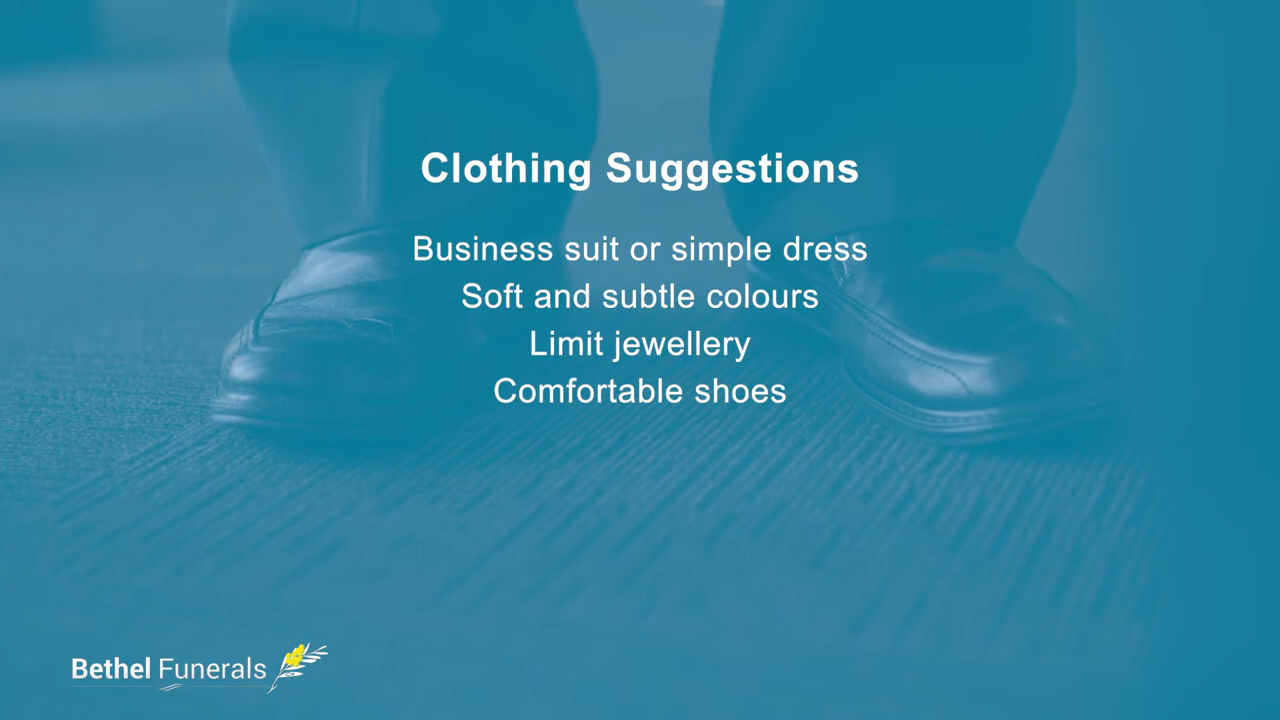 Clothing Suggestions
Business suit or simple dress
Soft and subtle colours
Limit jewellery
Comfortable shoes
Bethel Funerals